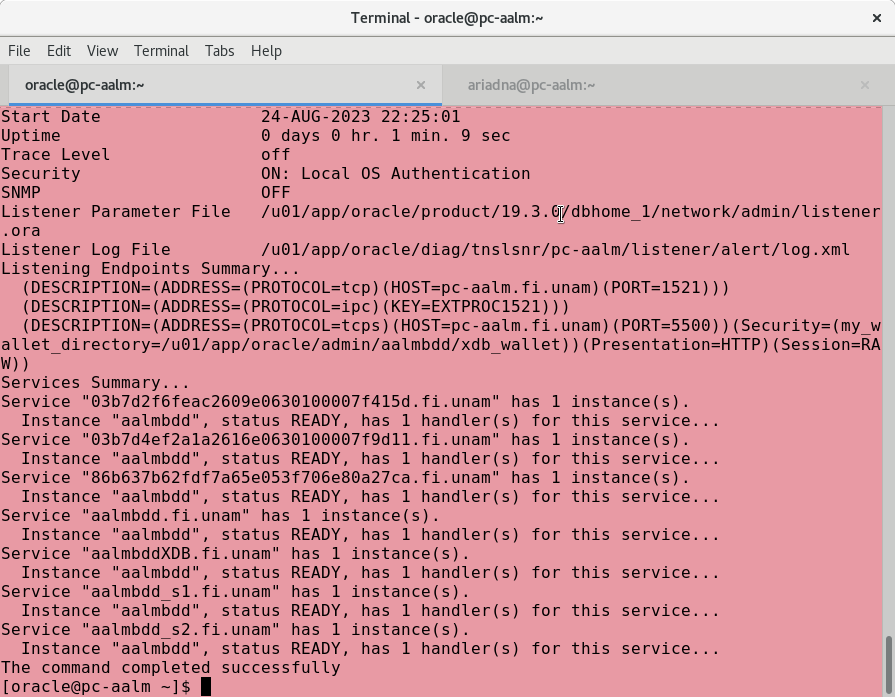 Terminal - oracle@pc-aalm:~
File Edit View Terminal Tabs Help
oracle@pc-aalm:~ ariadna@pc-aalm:~
Start Date                24-AUG-2023 22:25:01
Uptime                    0 days 0 hr. 1 min. 9 sec
Trace Level               off
Security                  ON: Local OS Authentication
SNMP                      OFF
Listener Parameter File   /u01/app/oracle/product/19.3.0/dbhome_1/network/admin/listener
.ora
Listener Log File         /u01/app/oracle/diag/tnslsnr/pc-aalm/listener/alert/log.xml
Listening Endpoints Summary...
  (DESCRIPTION=(ADDRESS=(PROTOCOL=tcp)(HOST=pc-aalm.fi.unam)(PORT=1521)))
  (DESCRIPTION=(ADDRESS=(PROTOCOL=ipc)(KEY=EXTPROC1521)))
  (DESCRIPTION=(ADDRESS=(PROTOCOL=tcps)(HOST=pc-aalm.fi.unam)(PORT=5500))(Security=(my_w
allet_directory=/u01/app/oracle/admin/aalmbdd/xdb_wallet))(Presentation=HTTP)(Session=RA
W))
Services Summary...
Service "03b7d2f6feac2609e0630100007f415d.fi.unam" has 1 instance(s).
  Instance "aalmbdd", status READY, has 1 handler(s) for this service...
Service "03b7d4ef2a1a2616e0630100007f9d11.fi.unam" has 1 instance(s).
  Instance "aalmbdd", status READY, has 1 handler(s) for this service...
Service "86b637b62fdf7a65e053f706e80a27ca.fi.unam" has 1 instance(s).
  Instance "aalmbdd", status READY, has 1 handler(s) for this service...
Service "aalmbdd.fi.unam" has 1 instance(s).
  Instance "aalmbdd", status READY, has 1 handler(s) for this service...
Service "aalmbddXDB.fi.unam" has 1 instance(s).
  Instance "aalmbdd", status READY, has 1 handler(s) for this service...
Service "aalmbdd_s1.fi.unam" has 1 instance(s).
  Instance "aalmbdd", status READY, has 1 handler(s) for this service...
Service "aalmbdd_s2.fi.unam" has 1 instance(s).
  Instance "aalmbdd", status READY, has 1 handler(s) for this service...
The command completed successfully
[oracle@pc-aalm ~]$